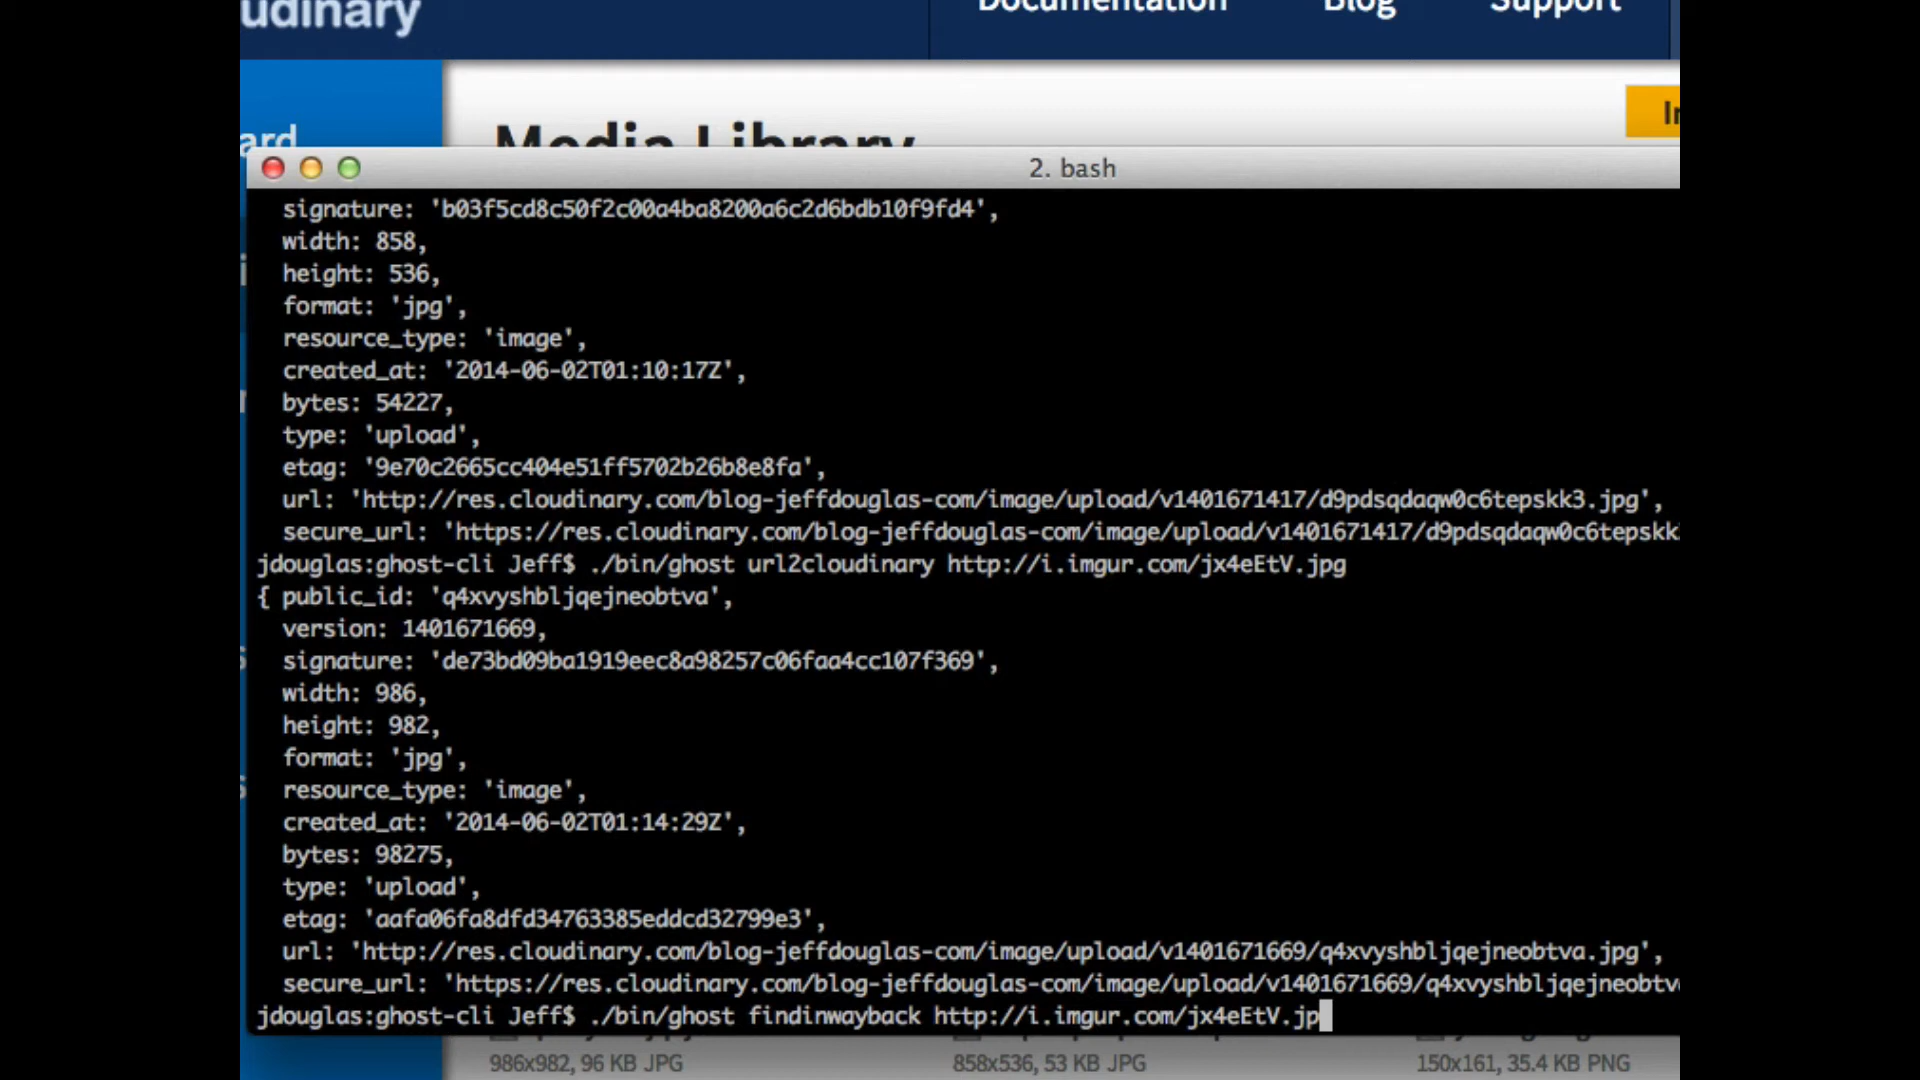 udinary
Documentation Blog Support
ard
Media Library
In
2. bash
signature: 'b03f5cd8c50f2c00a4ba8200a6c2d6bdb10f9fd4',
width: 858,
height: 536,
format: 'jpg',
resource_type: 'image',
created_at: '2014-06-02T01:10:17Z',
bytes: 54227,
type: 'upload',
etag: '9e70c2665cc404e51ff5702b26b8e8fa',
url: 'http://res.cloudinary.com/blog-jeffdouglas-com/image/upload/v1401671417/d9pdsqdaqw0c6tepskk3.jpg',
secure_url: 'https://res.cloudinary.com/blog-jeffdouglas-com/image/upload/v1401671417/d9pdsqdaqw0c6tepskk
jdouglas:ghost-cli Jeff$ ./bin/ghost url2cloudinary http://i.imgur.com/jx4eEtV.jpg
{ public_id: 'q4xvyshbljqejneobtva',
version: 1401671669,
signature: 'de73bd09ba1919eec8a98257c06faa4cc107f369',
width: 986,
height: 982,
format: 'jpg',
resource_type: 'image',
created_at: '2014-06-02T01:14:29Z',
bytes: 98275,
type: 'upload',
etag: 'aafa06fa8dfd34763385eddcd32799e3',
url: 'http://res.cloudinary.com/blog-jeffdouglas-com/image/upload/v1401671669/q4xvyshbljqejneobtva.jpg',
secure_url: 'https://res.cloudinary.com/blog-jeffdouglas-com/image/upload/v1401671669/q4xvyshbljqejneobtv
jdouglas:ghost-cli Jeff$ ./bin/ghost findinwayback http://i.imgur.com/jx4eEtV.jp
986x982, 96 KB JPG 858x536, 53 KB JPG 150x161, 35.4 KB PNG